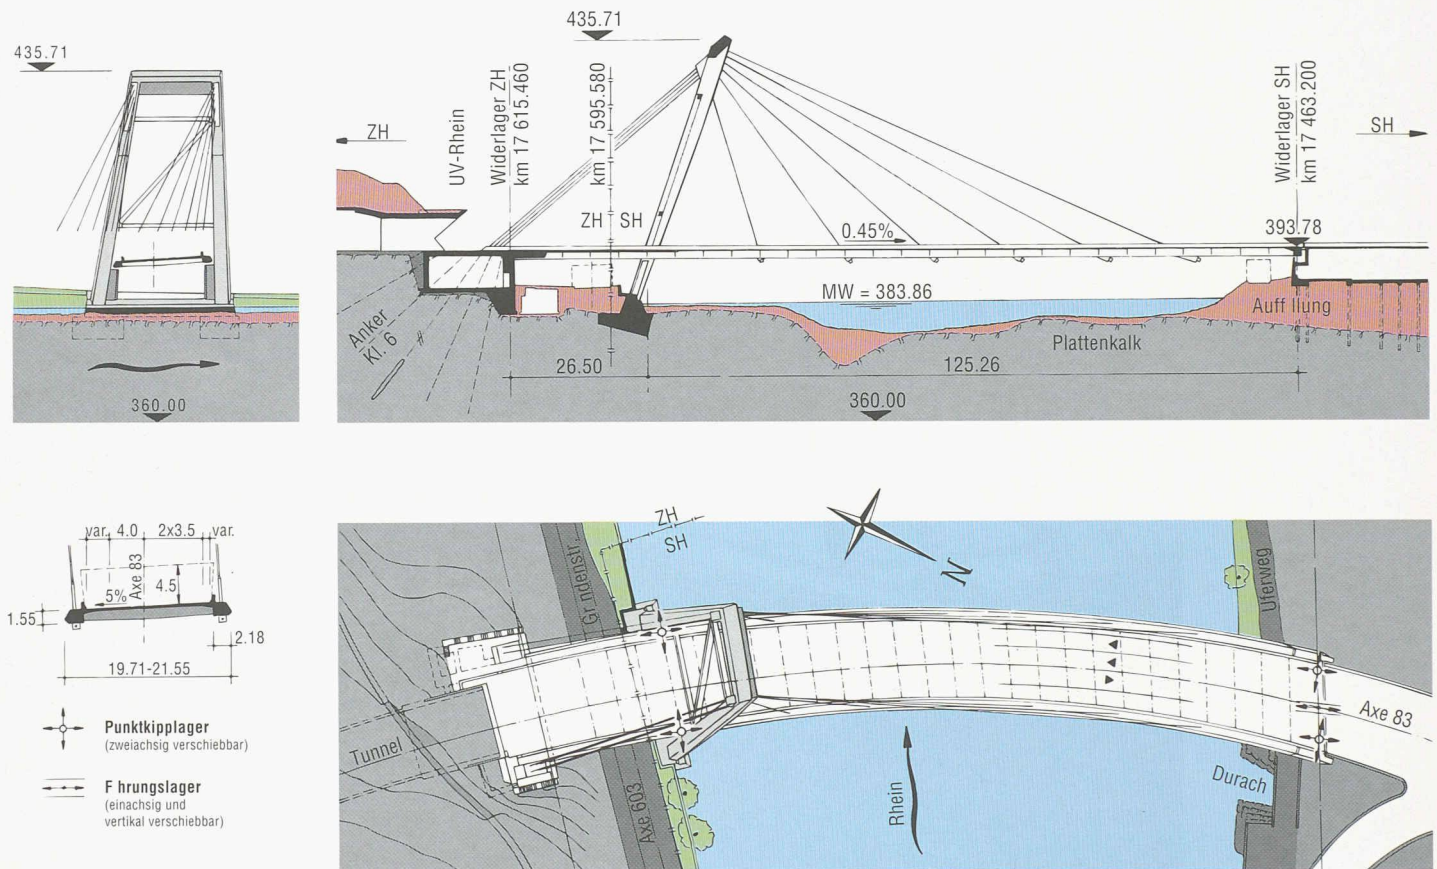 435.71
360.00
435.71
ZH
UV-Rhein
Widerlager ZH
km 17 615.460
km 17 595.580
ZH
SH
0.45%
Widerlager SH
km 17 463.200
SH
393.78
MW = 383.86
Auff llung
Plattenkalk
Anker
Kl. 6
26.50
125.26
360.00
var. 4.0 2x3.5 var.
Axe 83
5%
4.5
1.55
2.18
19.71-21.55
Punktkipplager
(zweiachsig verschiebbar)
F hrungslager
(einachsig und
vertikal verschiebbar)
ZH
SH
Gr ndenstr.
N
Uferweg
Tunnel
Axe 603
Rhein
Durach
Axe 83